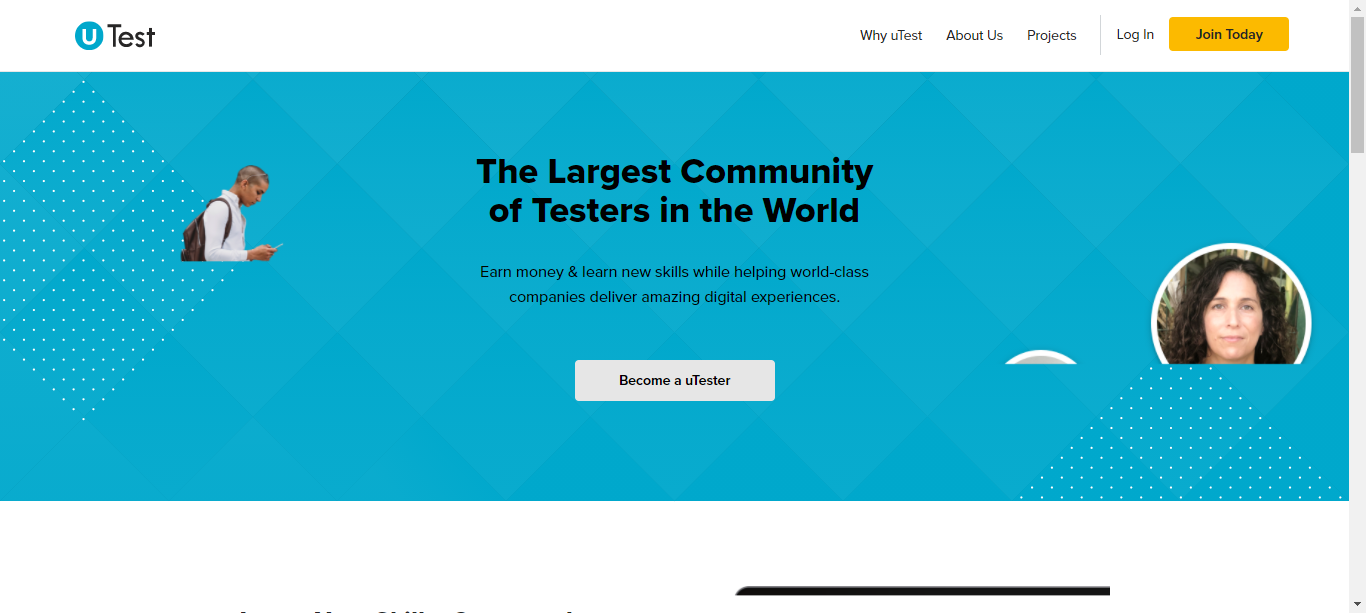 uTest
Why uTest
About Us
Projects
Log In
Join Today
The Largest Community
of Testers in the World
Earn money & learn new skills while helping world-class
companies deliver amazing digital experiences.
Become a uTester